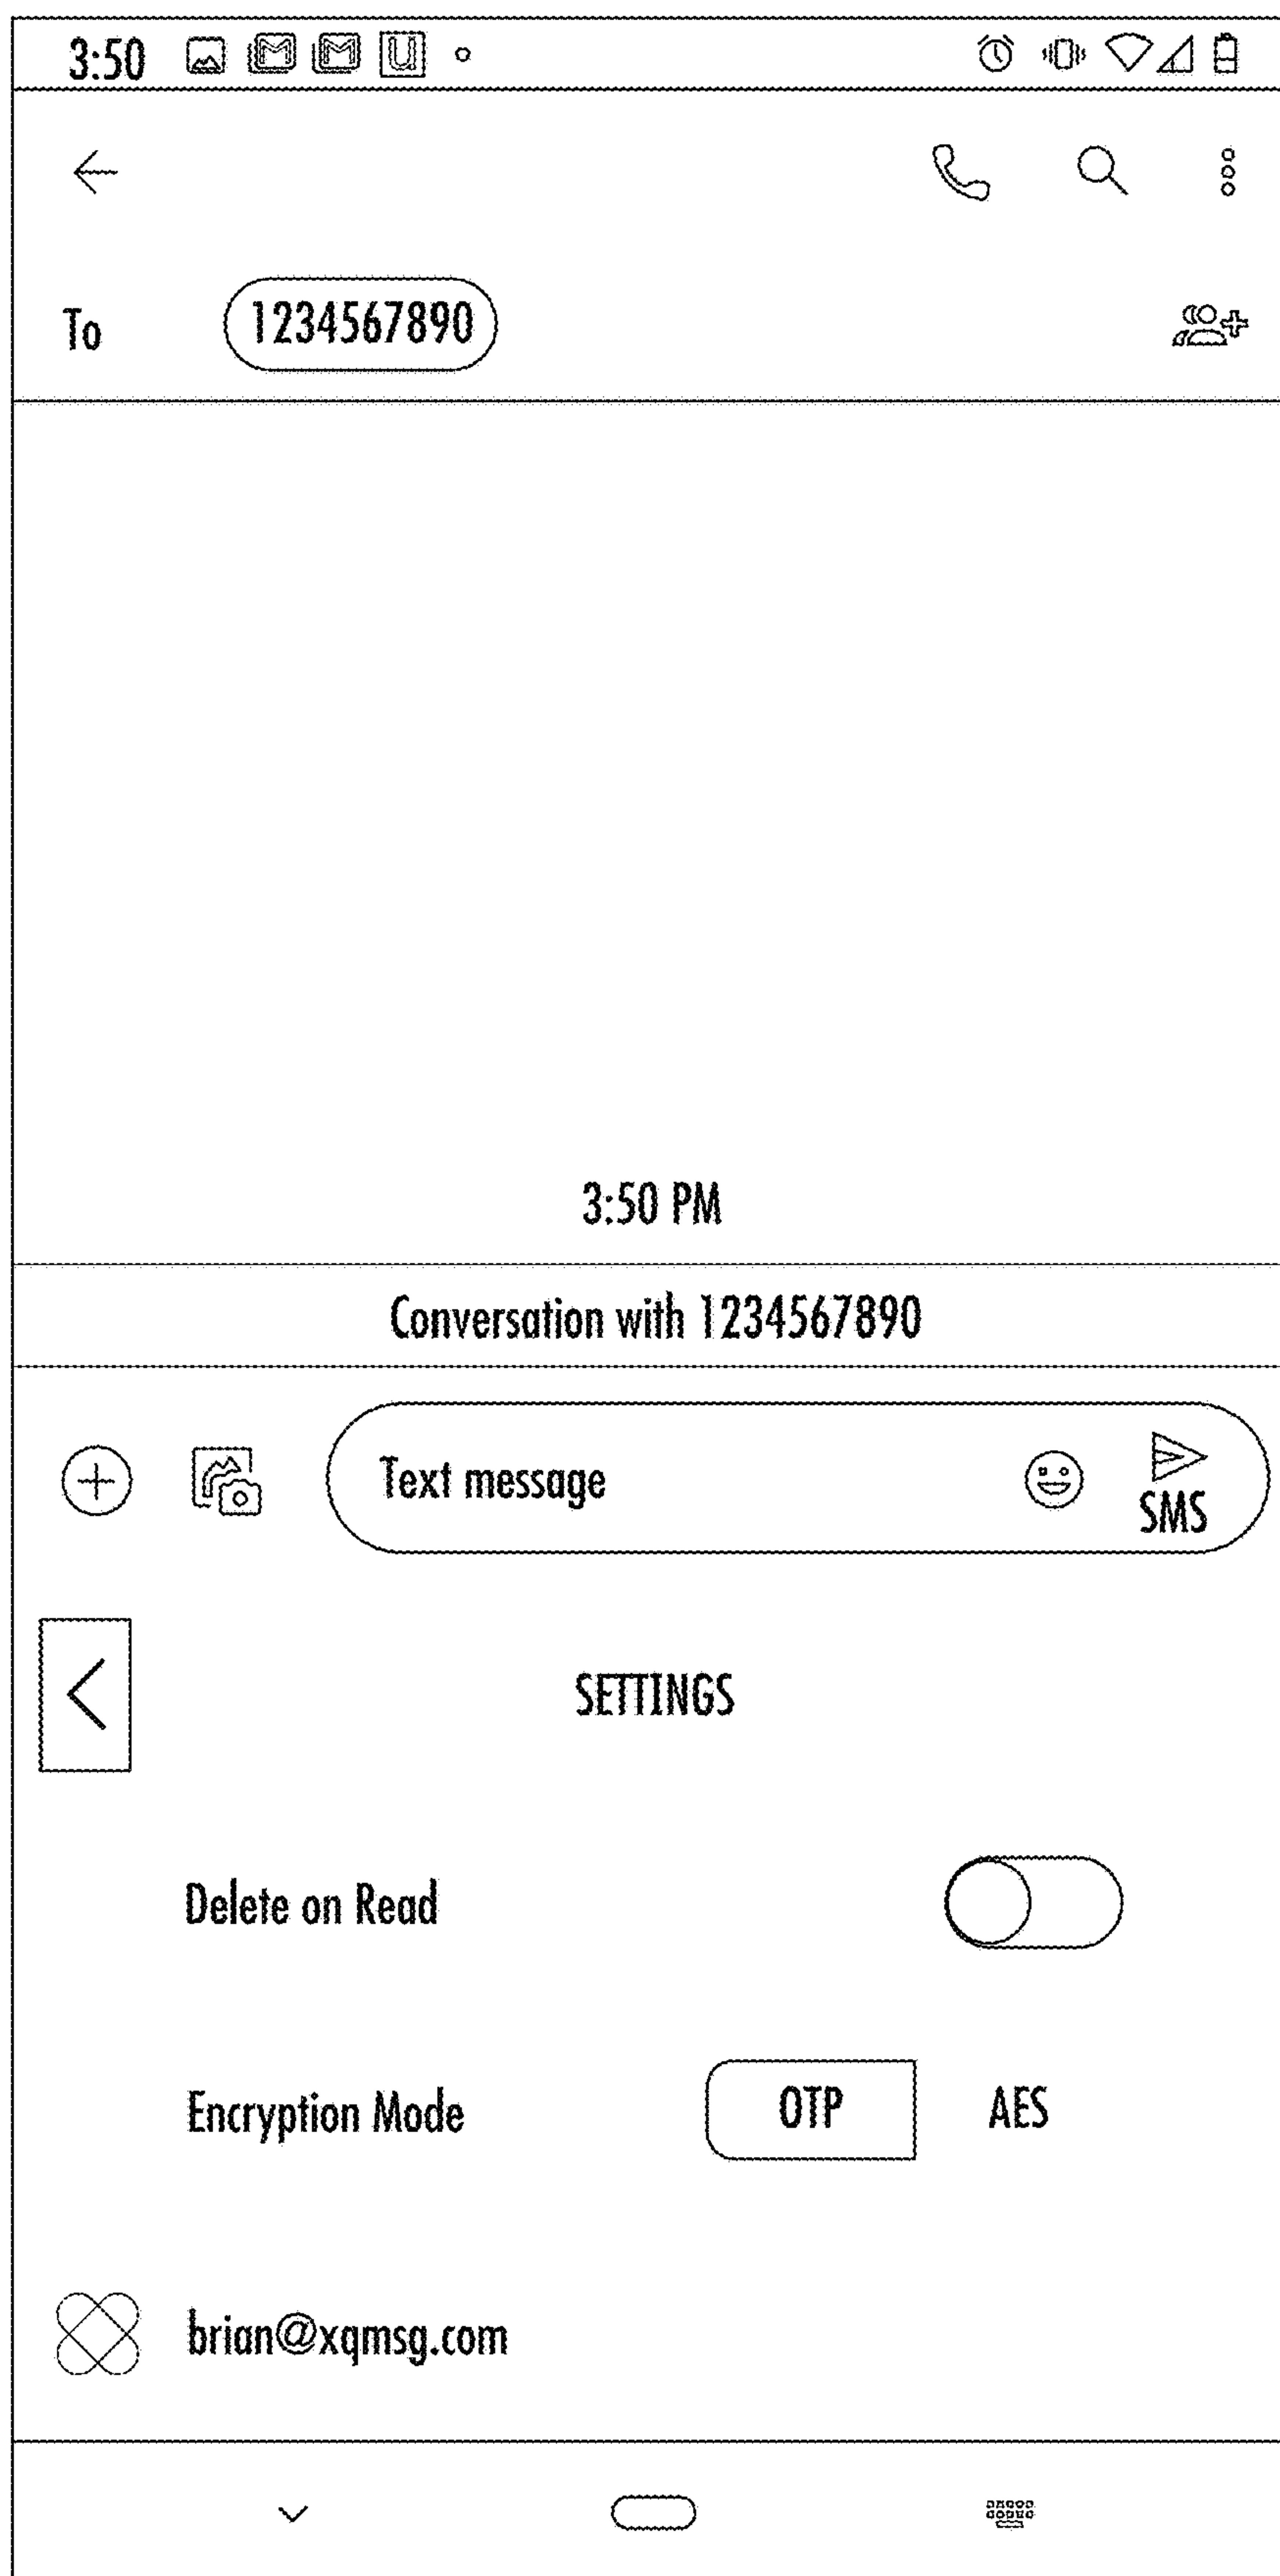 3:50
To 1234567890
3:50 PM
Conversation with 1234567890
Text message
SMS
SETTINGS
Delete on Read
Encryption Mode OTP AES
brian@xqmsg.com